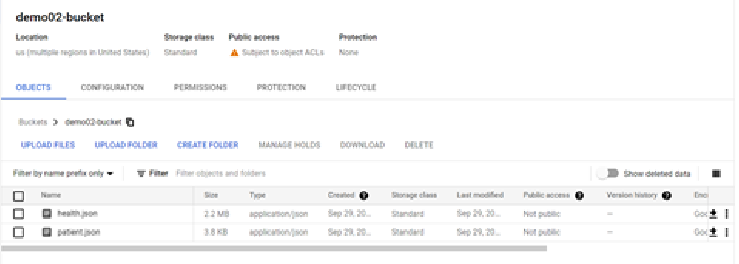 demo02-bucket
Location Storage class Public access Protection
us (multiple regions in United States) Standard Subject to object ACLs None
OBJECTS CONFIGURATION PERMISSIONS PROTECTION LIFECYCLE
Buckets > demo02-bucket
UPLOAD FILES UPLOAD FOLDER CREATE FOLDER MANAGE HOLDS DOWNLOAD DELETE
Filter by name prefix only Filter Filter objects and folders Show deleted data
Name Size Type Created Storage class Last modified Public access Version history Enc
health.json 2.2 MB application/json Sep 29, 20... Standard Sep 29, 20... Not public – Goo
patient.json 3.8 KB application/json Sep 29, 20... Standard Sep 29, 20... Not public – Goo